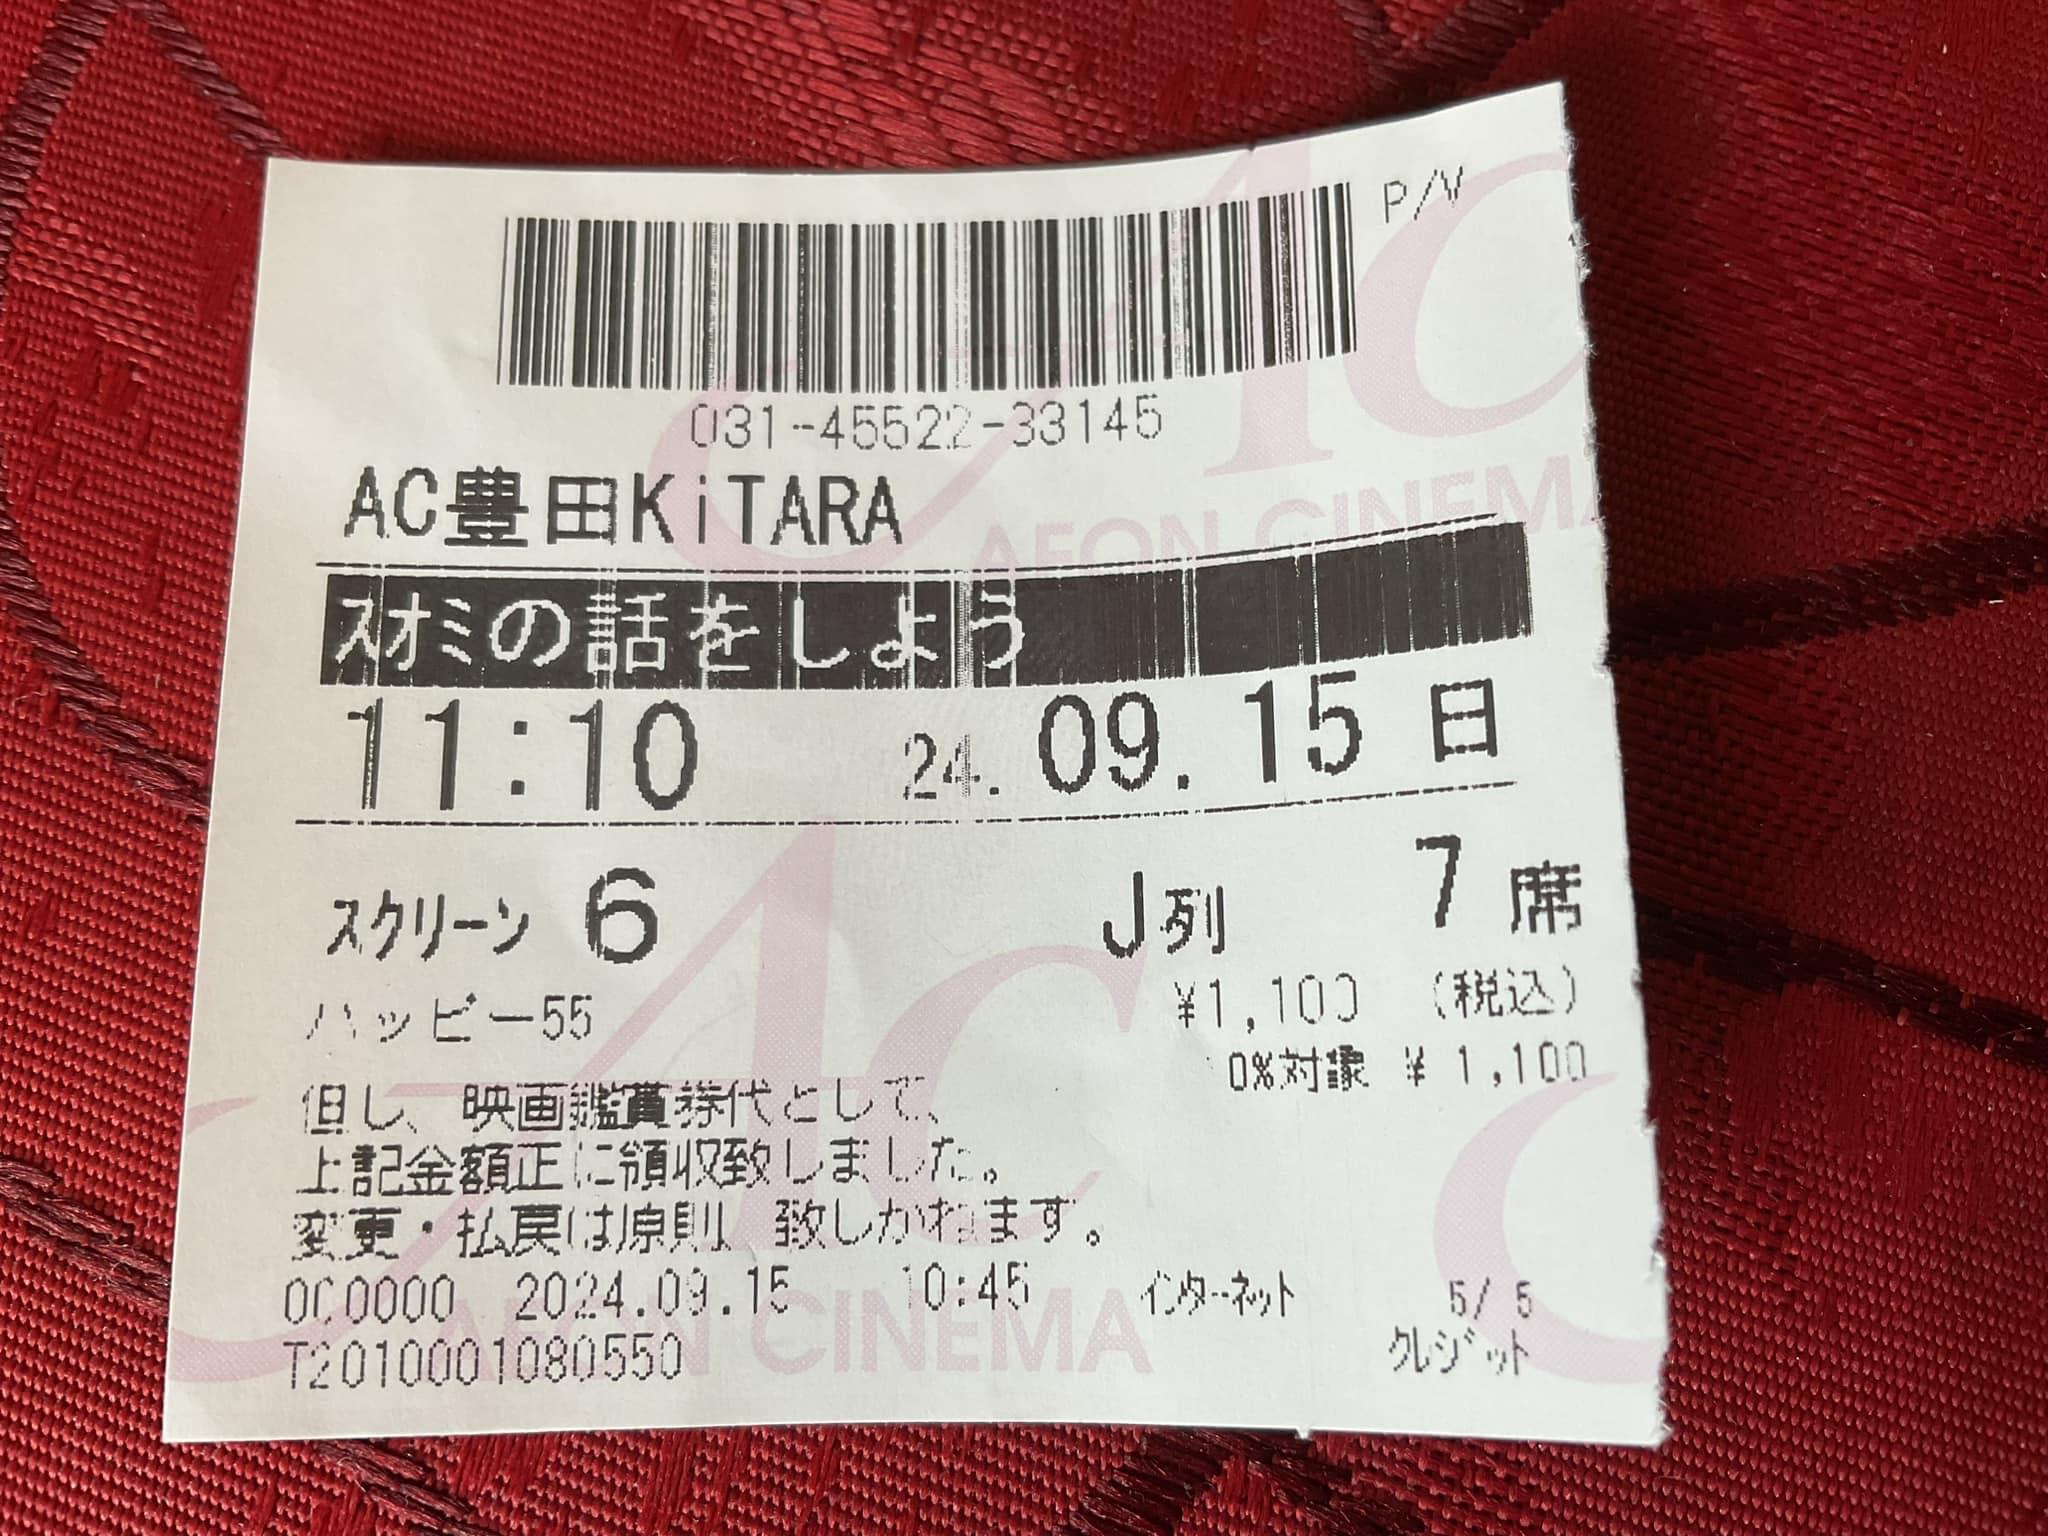 P/V
031-45522-33145
AC豊田KiTARA
AEON CINEMA
スオミの話をしよう
11:10 24.09.15 日
スクリーン 6 J列 7席
ハッピー55 ¥1,100 (税込)
0%対象 ¥1,100
但し、映画鑑賞券代として、
上記金額正に領収致しました。
変更・払戻は原則 致しかねます。
000000 2024.09.15 10:45 インターネット 5/5
AEON CINEMA
T2010001080550 クレジット